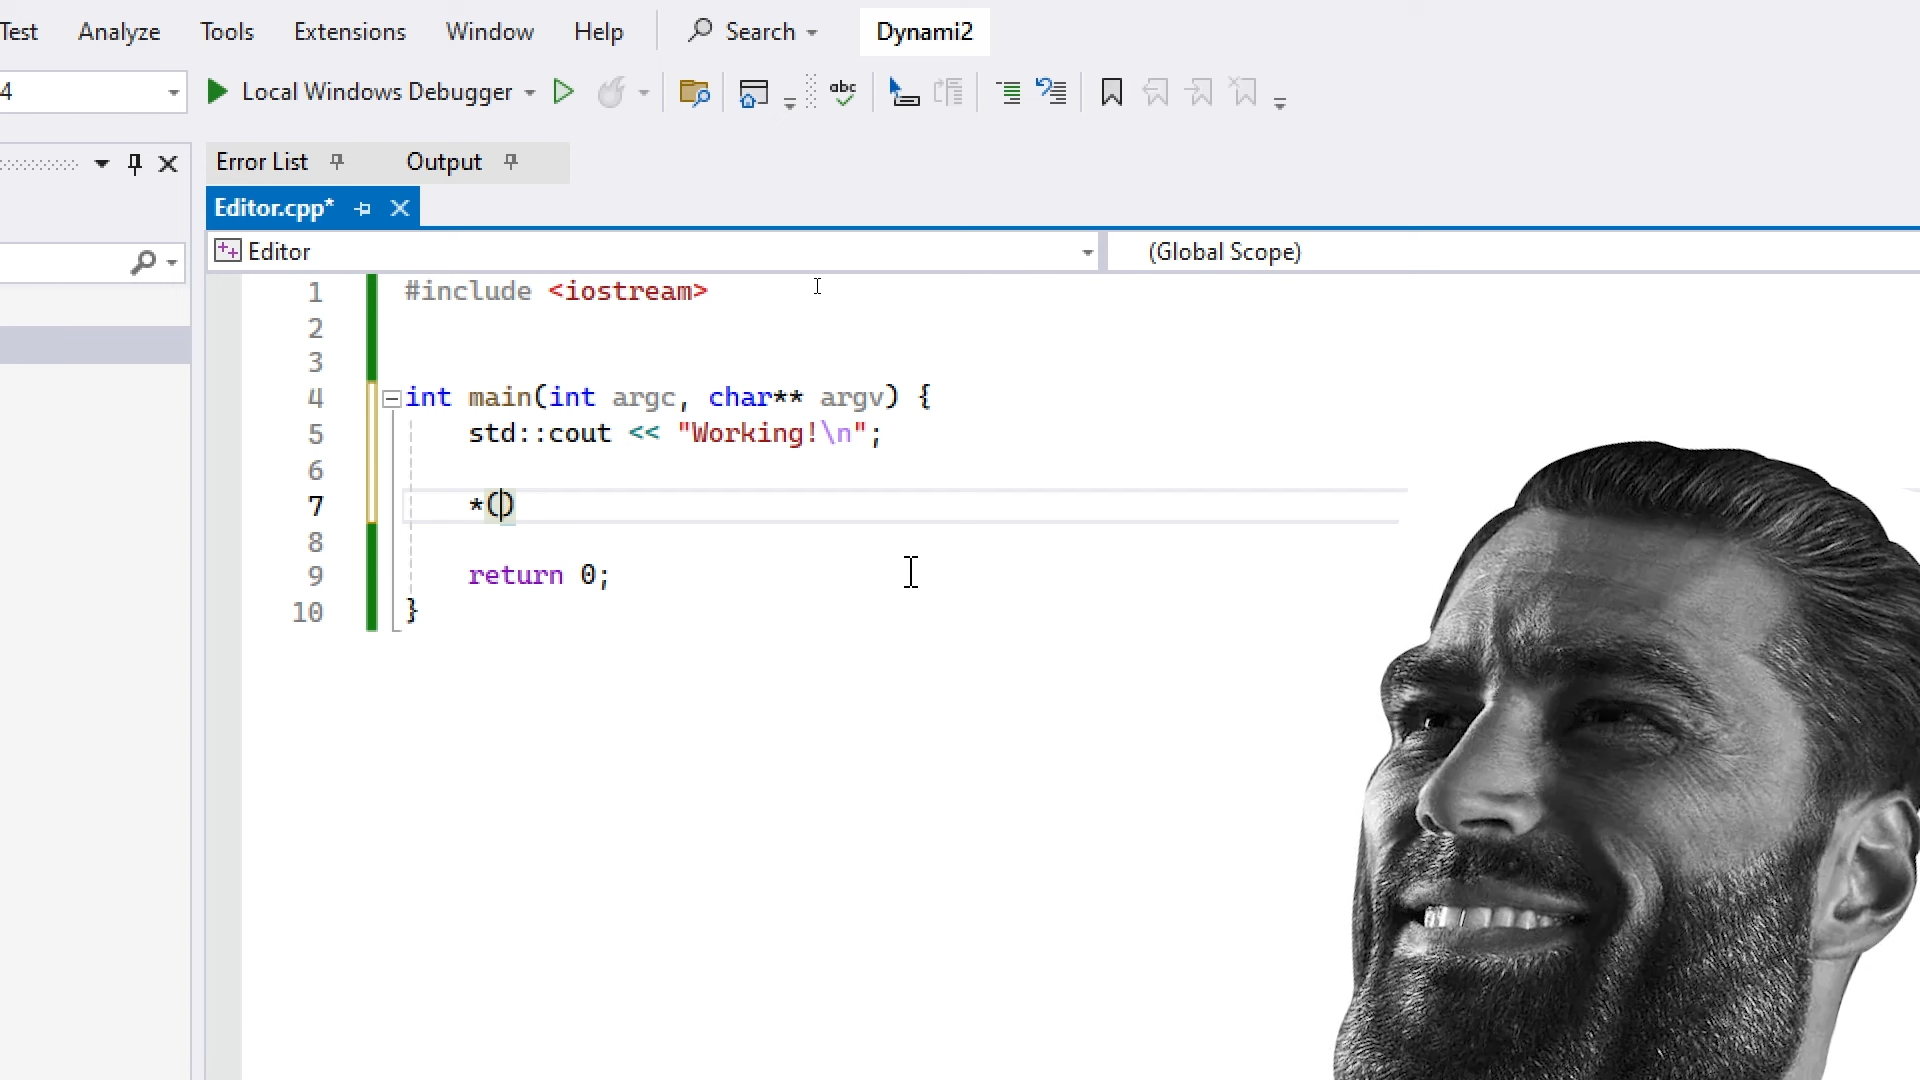 Test Analyze Tools Extensions Window Help Search Dynami2
4 Local Windows Debugger abc
Error List Output
Editor.cpp*
Editor (Global Scope)
1 #include <iostream>
2
3
4 int main(int argc, char** argv) {
5 std::cout << "Working!\n";
6
7 *()
8
9 return 0;
10 }